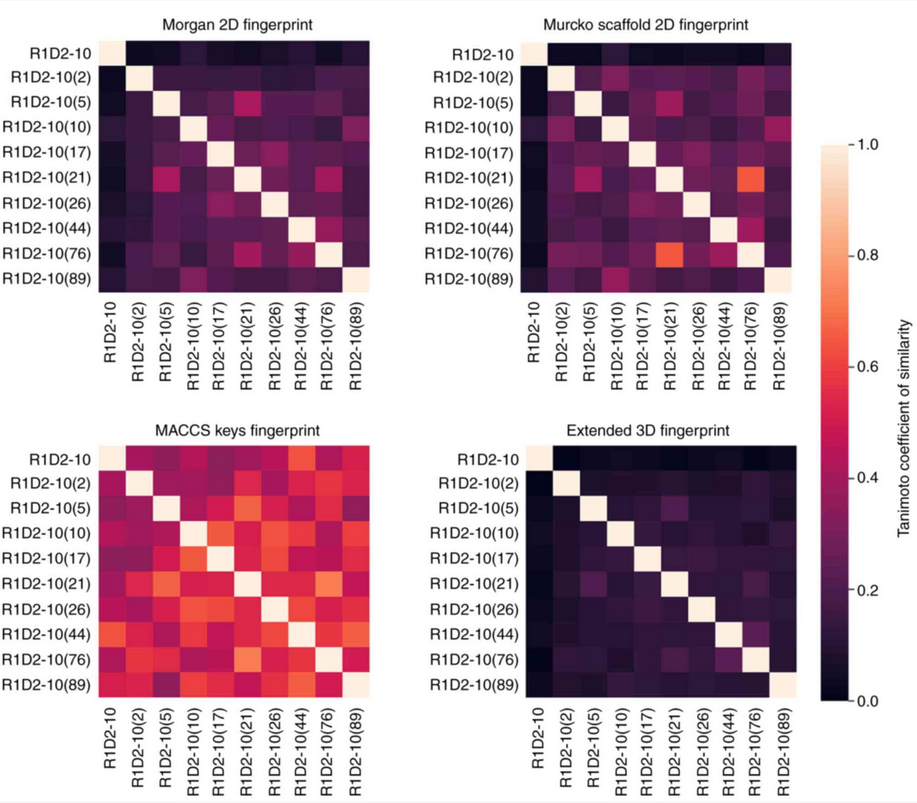 Morgan 2D fingerprint
R1D2-10
R1D2-10(2)
R1D2-10(5)
R1D2-10(10)
R1D2-10(17)
R1D2-10(21)
R1D2-10(26)
R1D2-10(44)
R1D2-10(76)
R1D2-10(89)
R1D2-10
R1D2-10(2)
R1D2-10(5)
R1D2-10(10)
R1D2-10(17)
R1D2-10(21)
R1D2-10(26)
R1D2-10(44)
R1D2-10(76)
R1D2-10(89)
Murcko scaffold 2D fingerprint
R1D2-10
R1D2-10(2)
R1D2-10(5)
R1D2-10(10)
R1D2-10(17)
R1D2-10(21)
R1D2-10(26)
R1D2-10(44)
R1D2-10(76)
R1D2-10(89)
R1D2-10
R1D2-10(2)
R1D2-10(5)
R1D2-10(10)
R1D2-10(17)
R1D2-10(21)
R1D2-10(26)
R1D2-10(44)
R1D2-10(76)
R1D2-10(89)
MACCS keys fingerprint
R1D2-10
R1D2-10(2)
R1D2-10(5)
R1D2-10(10)
R1D2-10(17)
R1D2-10(21)
R1D2-10(26)
R1D2-10(44)
R1D2-10(76)
R1D2-10(89)
R1D2-10
R1D2-10(2)
R1D2-10(5)
R1D2-10(10)
R1D2-10(17)
R1D2-10(21)
R1D2-10(26)
R1D2-10(44)
R1D2-10(76)
R1D2-10(89)
Extended 3D fingerprint
R1D2-10
R1D2-10(2)
R1D2-10(5)
R1D2-10(10)
R1D2-10(17)
R1D2-10(21)
R1D2-10(26)
R1D2-10(44)
R1D2-10(76)
R1D2-10(89)
R1D2-10
R1D2-10(2)
R1D2-10(5)
R1D2-10(10)
R1D2-10(17)
R1D2-10(21)
R1D2-10(26)
R1D2-10(44)
R1D2-10(76)
R1D2-10(89)
1.0
0.8
0.6
0.4
0.2
0.0
Tanimoto coefficient of similarity